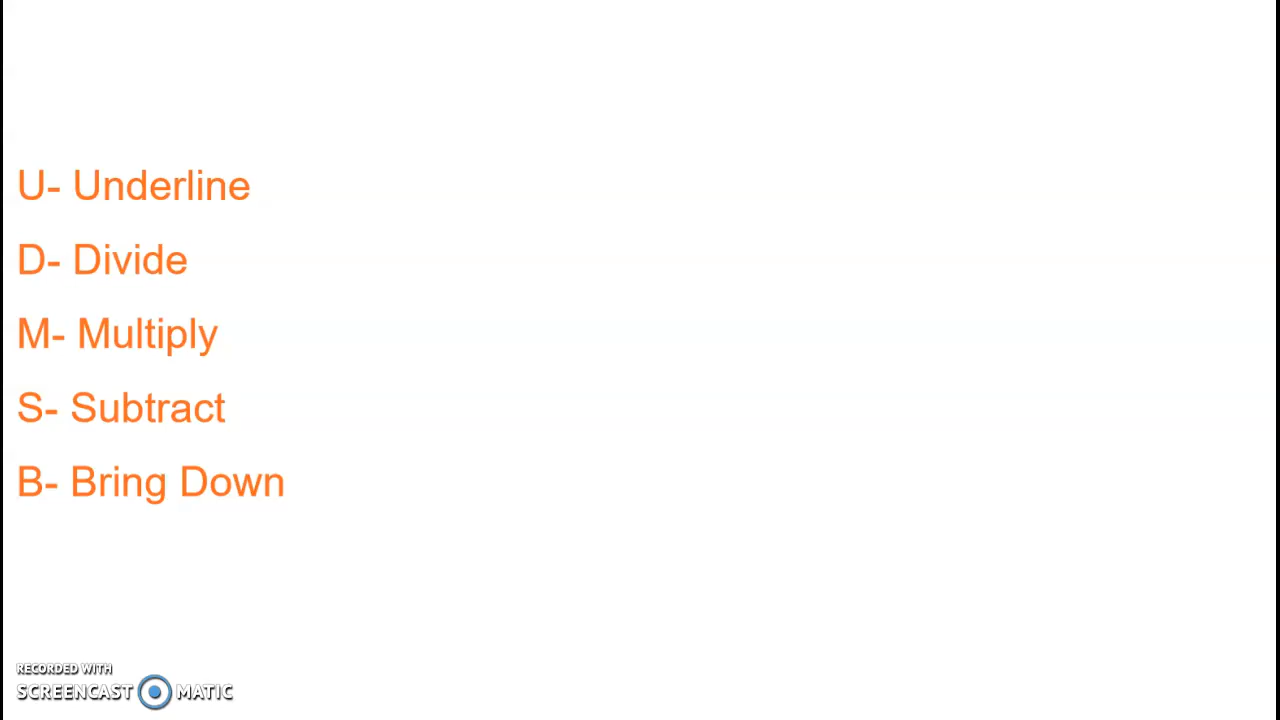 U- Underline
D- Divide
M- Multiply
S- Subtract
B- Bring Down
RECORDED WITH
SCREENCAST MATIC